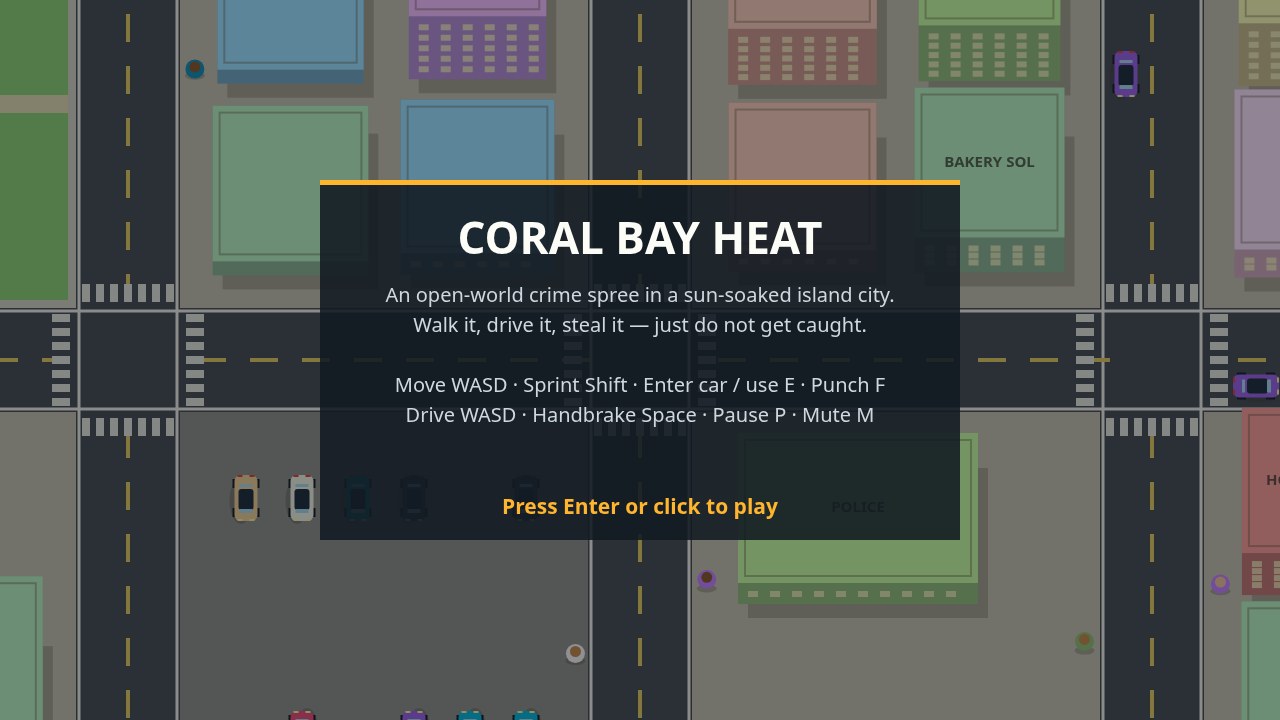 BAKERY SOL
CORAL BAY HEAT
An open-world crime spree in a sun-soaked island city.
Walk it, drive it, steal it — just do not get caught.
Move WASD · Sprint Shift · Enter car / use E · Punch F
Drive WASD · Handbrake Space · Pause P · Mute M
Press Enter or click to play
POLICE